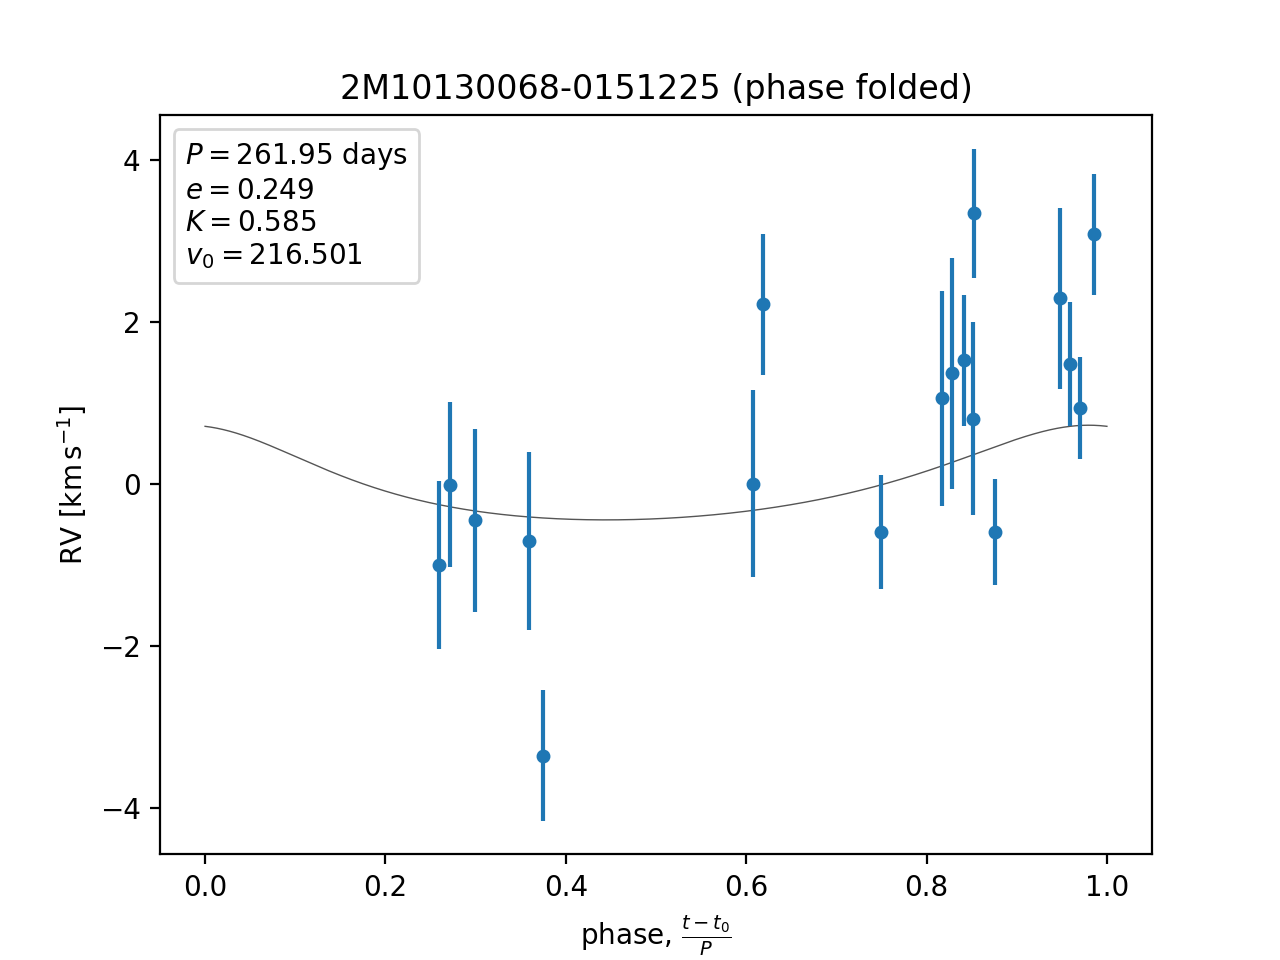 2M10130068-0151225 (phase folded)
P = 261.95 days
e = 0.249
K = 0.585
v₀ = 216.501
4
2
0
−2
−4
RV [km s⁻¹]
0.0 0.2 0.4 0.6 0.8 1.0
phase, (t − t₀)/P